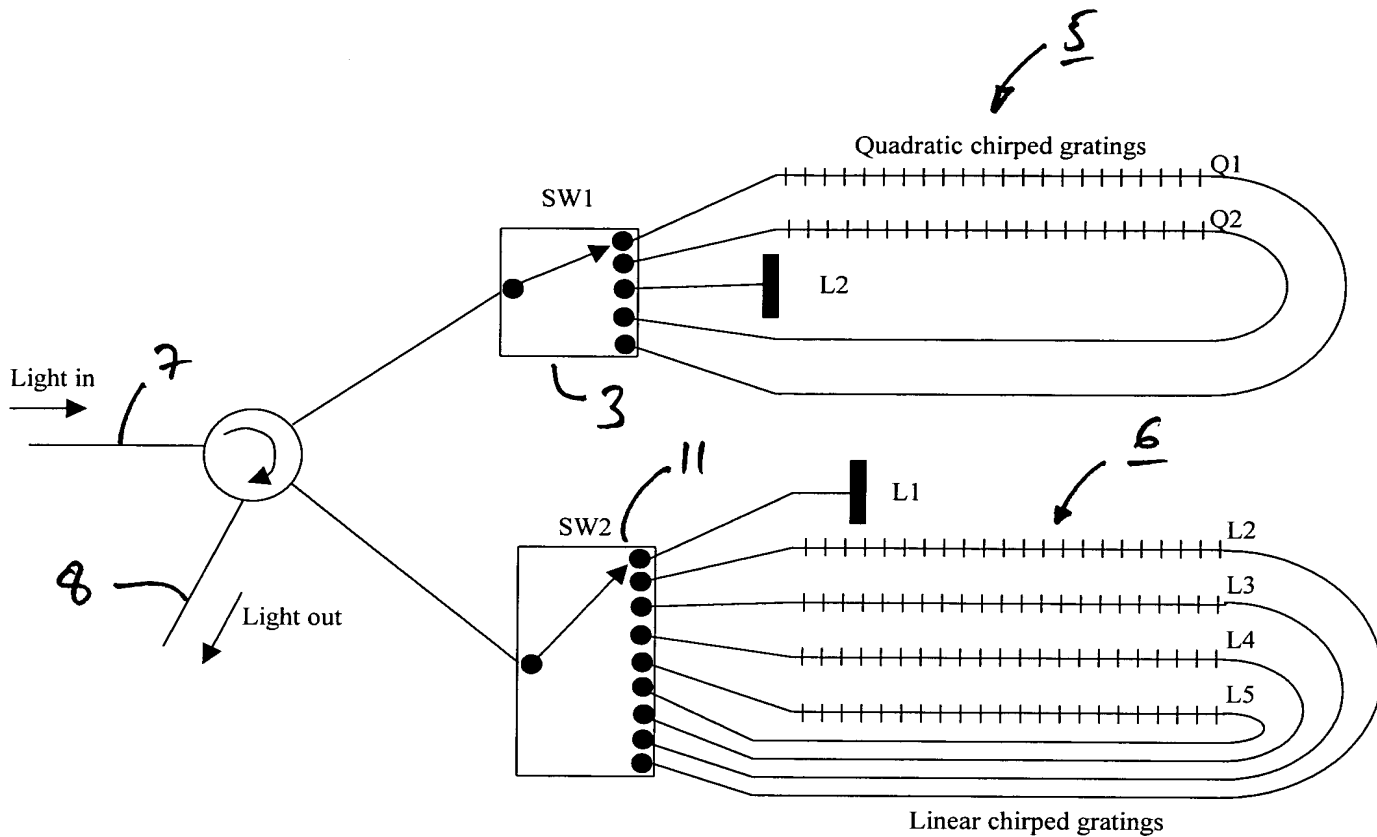 5
Quadratic chirped gratings
Q1
SW1
Q2
L2
3
Light in
7
11
6
L1
SW2
L2
L3
8
Light out
L4
L5
Linear chirped gratings